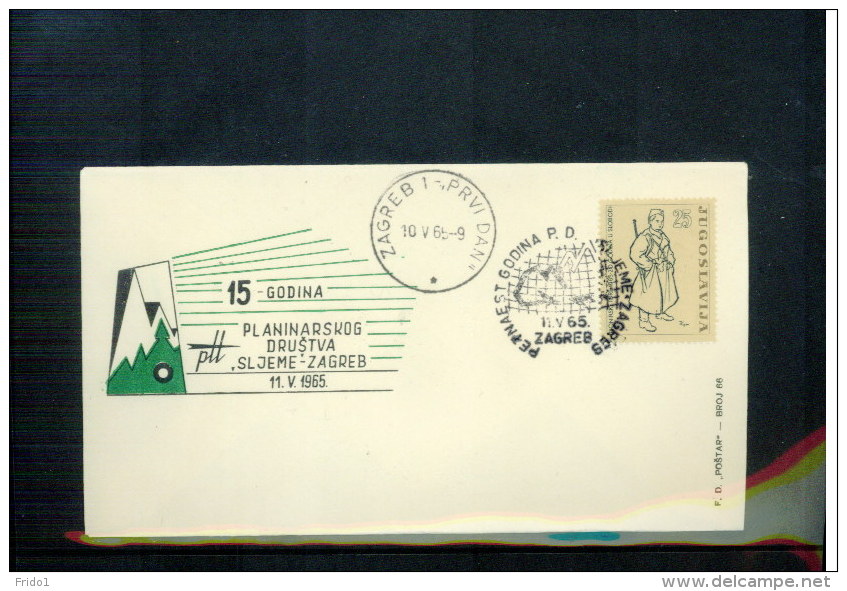 ZAGREB 1 - „PRVI DAN"
10 V 65-9
15 GODINA
ptt
PLANINARSKOG
DRUŠTVA
„SLJEME"-ZAGREB
11. V. 1965.
PETNAEST GODINA P. D. „SLJEME" ZAGREB
11.V 65.
ZAGREB
25
JUGOSLAVIJA
F. D. „POŠTAR" — BROJ 66
Frido1
www.delcampe.net